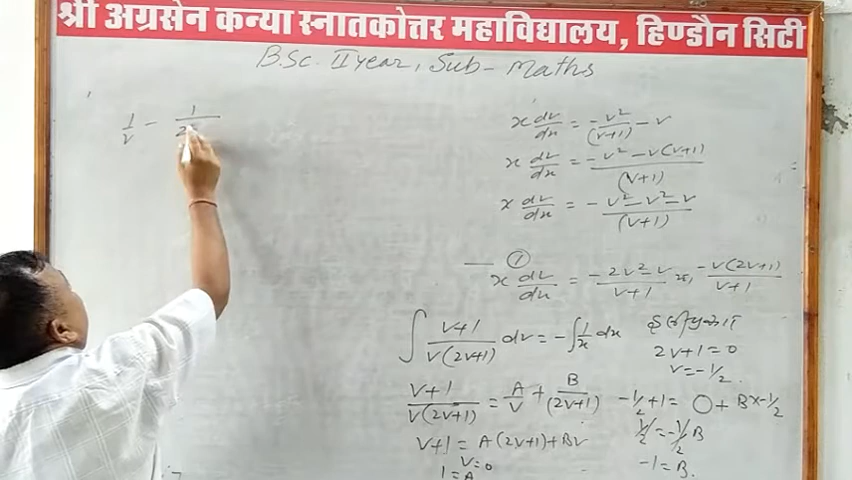 श्री अग्रसेन कन्या स्नातकोत्तर महाविद्यालय, हिण्डौन सिटी
B.Sc. II year, Sub- Maths
1/v - 1/2
x dv/dx = -v²/(v+1) - v
x dv/dx = -v² - v(v+1)/(v+1)
x dv/dx = -v² - v² - v/(v+1)
①
x dv/dx = -2v² - v/v+1 = -v(2v+1)/v+1
∫ v+1/v(2v+1) dv = -∫ 1/x dx
v+1/v(2v+1) = A/v + B/(2v+1)
v+1 = A(2v+1) + Bv
v=0
1=A
2v+1=0
v=-1/2
-1/2+1 = 0 + B×-1/2
1/2 = -1/2 B
-1=B.